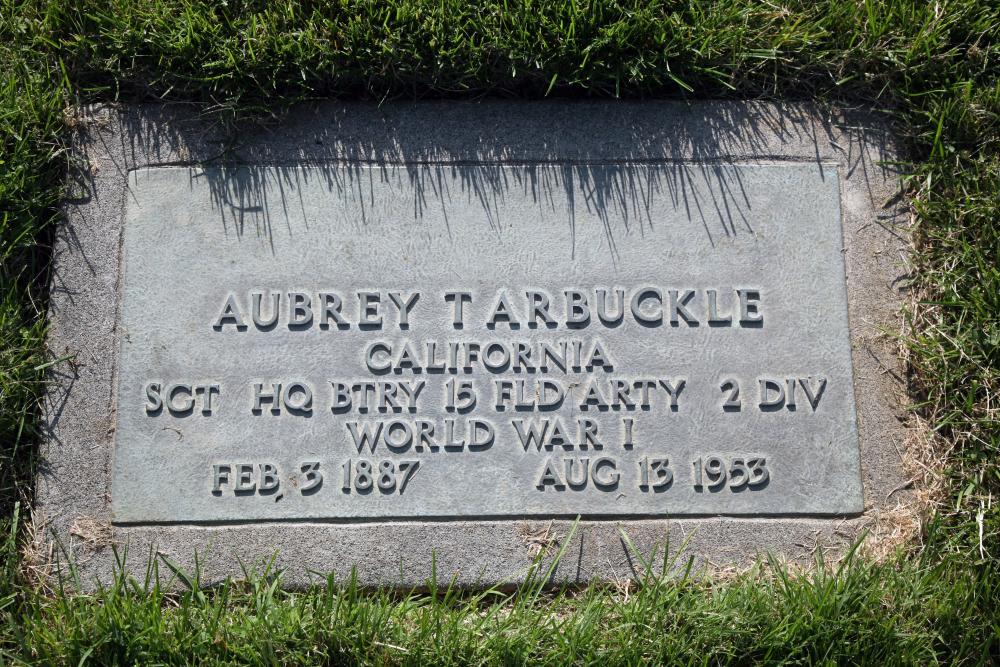 AUBREY T ARBUCKLE
CALIFORNIA
SGT HQ BTRY 15 FLD ARTY 2 DIV
WORLD WAR I
FEB 3 1887 AUG 13 1953